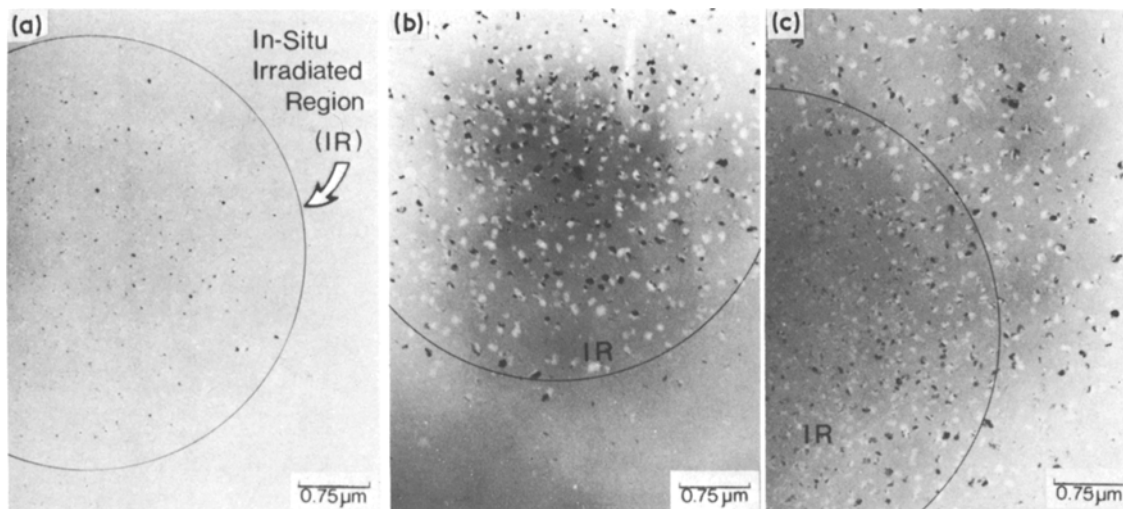 (a)
In-Situ
Irradiated
Region
(IR)
0.75μm
(b)
IR
0.75μm
(c)
IR
0.75μm